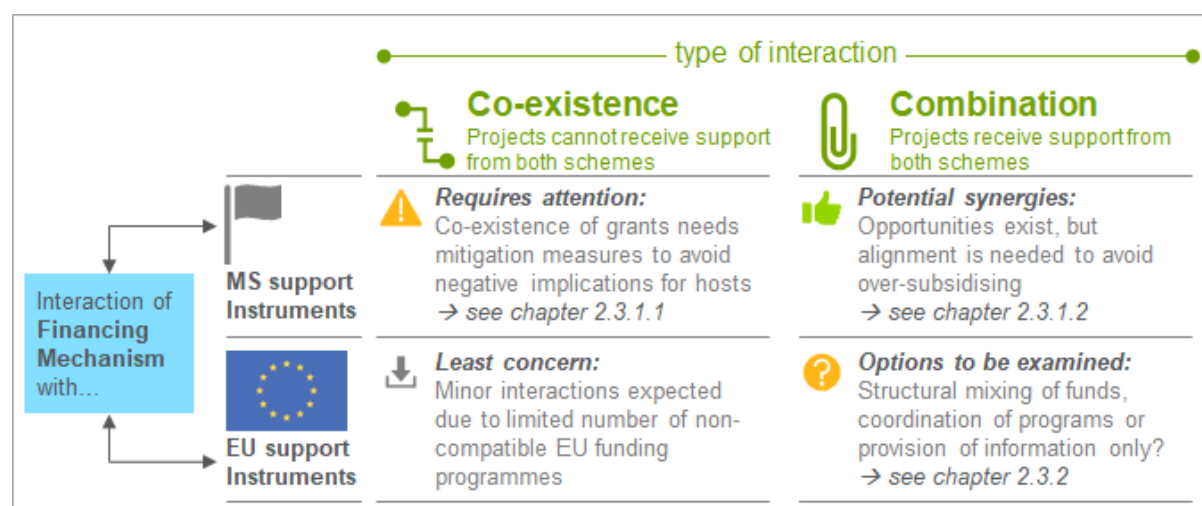 type of interaction
Co-existence
Projects cannot receive support
from both schemes
Combination
Projects receive support from
both schemes
Interaction of
Financing
Mechanism
with...
MS support
Instruments
Requires attention:
Co-existence of grants needs
mitigation measures to avoid
negative implications for hosts
→ see chapter 2.3.1.1
Potential synergies:
Opportunities exist, but
alignment is needed to avoid
over-subsidising
→ see chapter 2.3.1.2
EU support
Instruments
Least concern:
Minor interactions expected
due to limited number of non-
compatible EU funding
programmes
Options to be examined:
Structural mixing of funds,
coordination of programs or
provision of information only?
→ see chapter 2.3.2